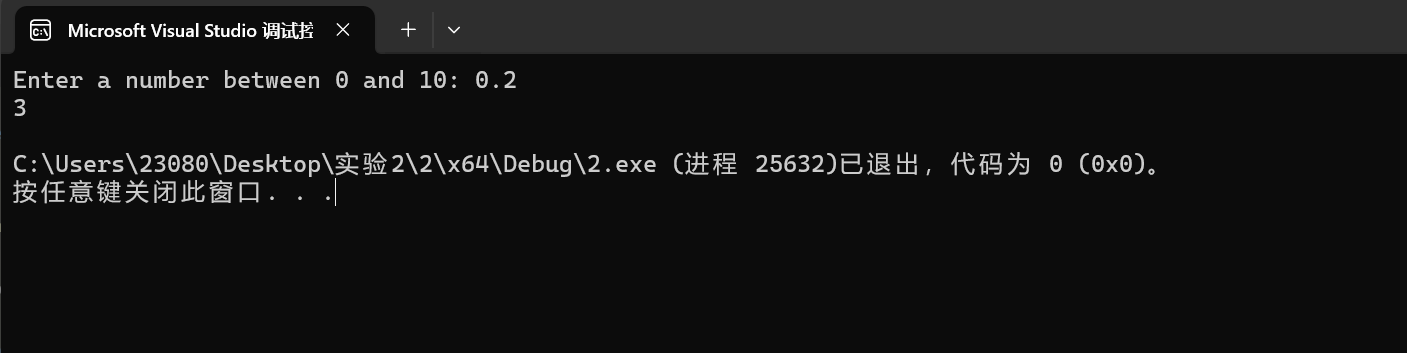 Microsoft Visual Studio 调试控
Enter a number between 0 and 10: 0.2
3
C:\Users\23080\Desktop\实验2\2\x64\Debug\2.exe (进程 25632)已退出，代码为 0 (0x0)。
按任意键关闭此窗口. . .